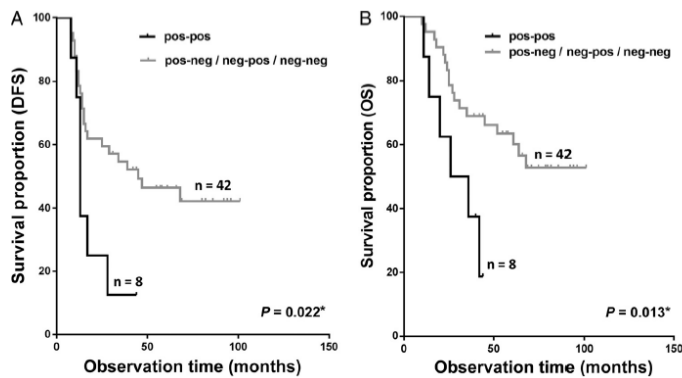 A
Survival proportion (DFS)
100
80
60
40
20
0
50
100
150
Observation time (months)
pos-pos
pos-neg / neg-pos / neg-neg
n = 42
n = 8
P = 0.022*
B
Survival proportion (OS)
100
80
60
40
20
0
50
100
150
Observation time (months)
pos-pos
pos-neg / neg-pos / neg-neg
n = 42
n = 8
P = 0.013*